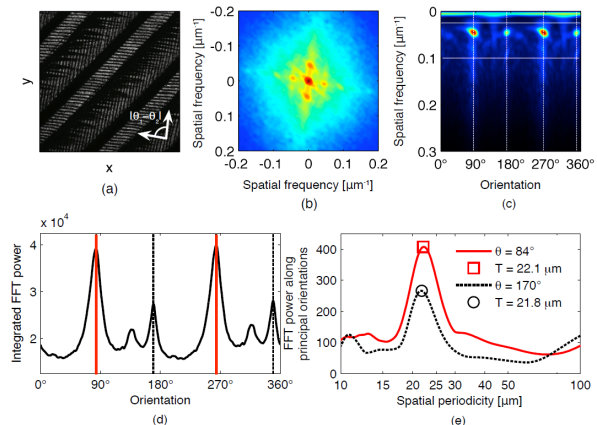 y
|θ₁-θ₂|
x
(a)
Spatial frequency [μm⁻¹]
-0.2
-0.1
0
0.1
0.2
-0.2 -0.1 0 0.1 0.2
Spatial frequency [μm⁻¹]
(b)
Spatial frequency [μm⁻¹]
0
0.1
0.2
0.3
90° 180° 270° 360°
Orientation
(c)
x 10⁴
Integrated FFT power
4
3
2
0° 90° 180° 270° 360°
Orientation
(d)
FFT power along
principal orientations
400
300
200
100
0
θ = 84°
T = 22.1 μm
θ = 170°
T = 21.8 μm
10 15 20 25 30 40 50 100
Spatial periodicity [μm]
(e)